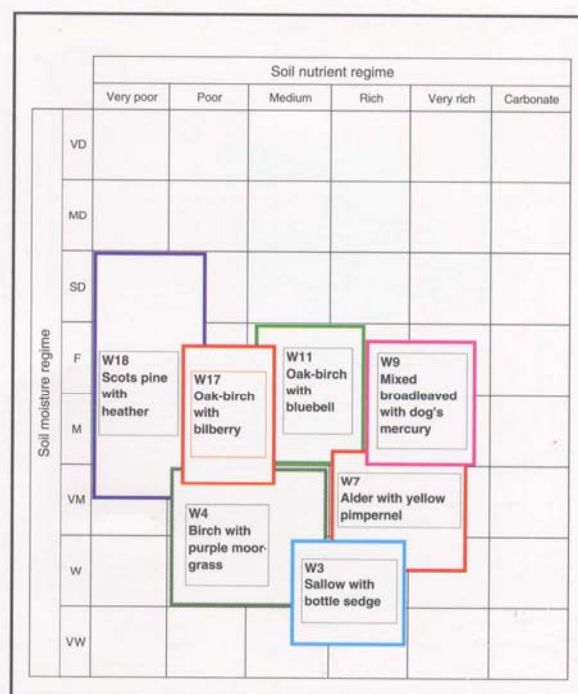 Soil nutrient regime
Very poor Poor Medium Rich Very rich Carbonate
Soil moisture regime
VD
MD
SD
F
M
VM
W
VW
W18
Scots pine
with
heather
W17
Oak-birch
with
bilberry
W11
Oak-birch
with
bluebell
W9
Mixed
broadleaved
with dog's
mercury
W7
Alder with yellow
pimpernel
W4
Birch with
purple moor-
grass
W3
Sallow with
bottle sedge